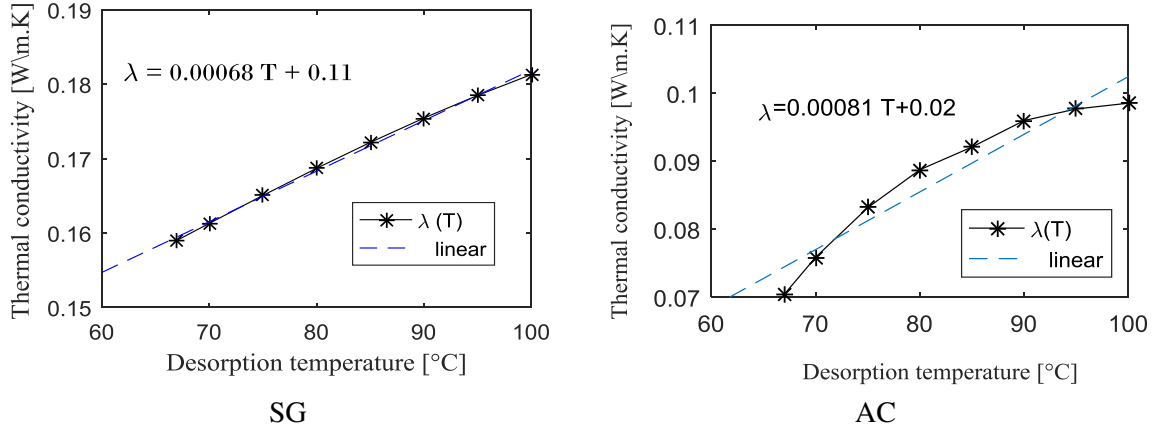 0.19
0.18
0.17
0.16
0.15
Thermal conductivity [W\m.K]
λ = 0.00068 T + 0.11
λ (T)
linear
60
70
80
90
100
Desorption temperature [°C]
SG
0.11
0.1
0.09
0.08
0.07
Thermal conductivity [W\m.K]
λ=0.00081 T+0.02
λ(T)
linear
60
70
80
90
100
Desorption temperature [°C]
AC